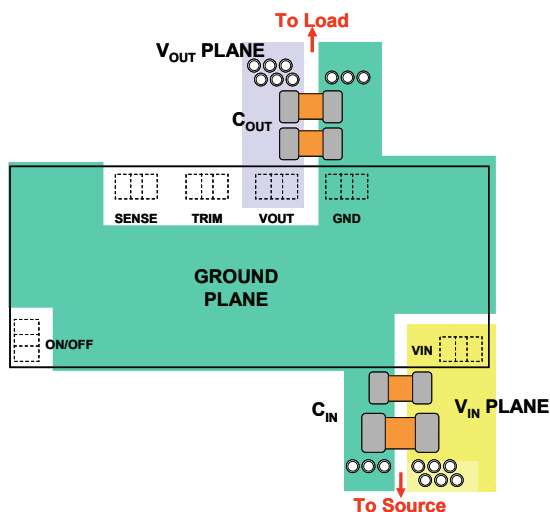 To Load
VOUT PLANE
COUT
SENSE TRIM VOUT GND
GROUND
PLANE
ON/OFF
VIN
CIN
VIN PLANE
To Source